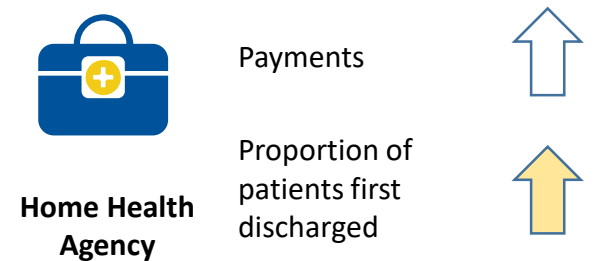 Payments
Proportion of
patients first
discharged
Home Health
Agency